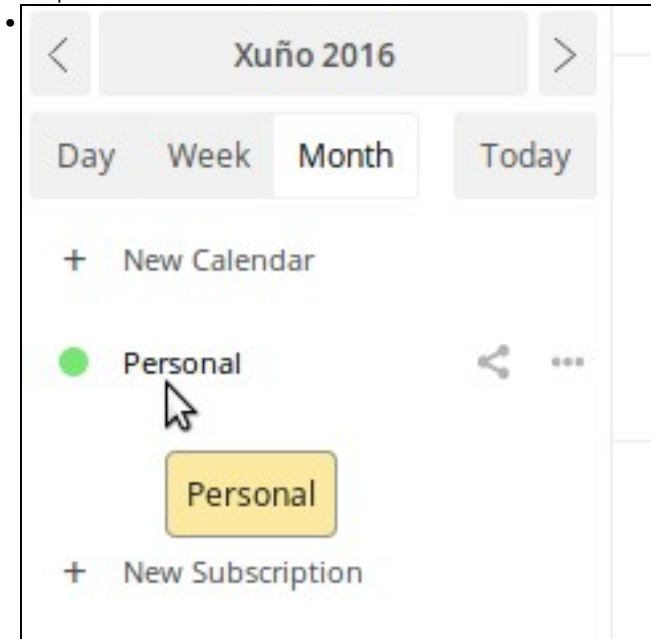 Xuño 2016
Day Week Month Today
+ New Calendar
Personal
Personal
+ New Subscription